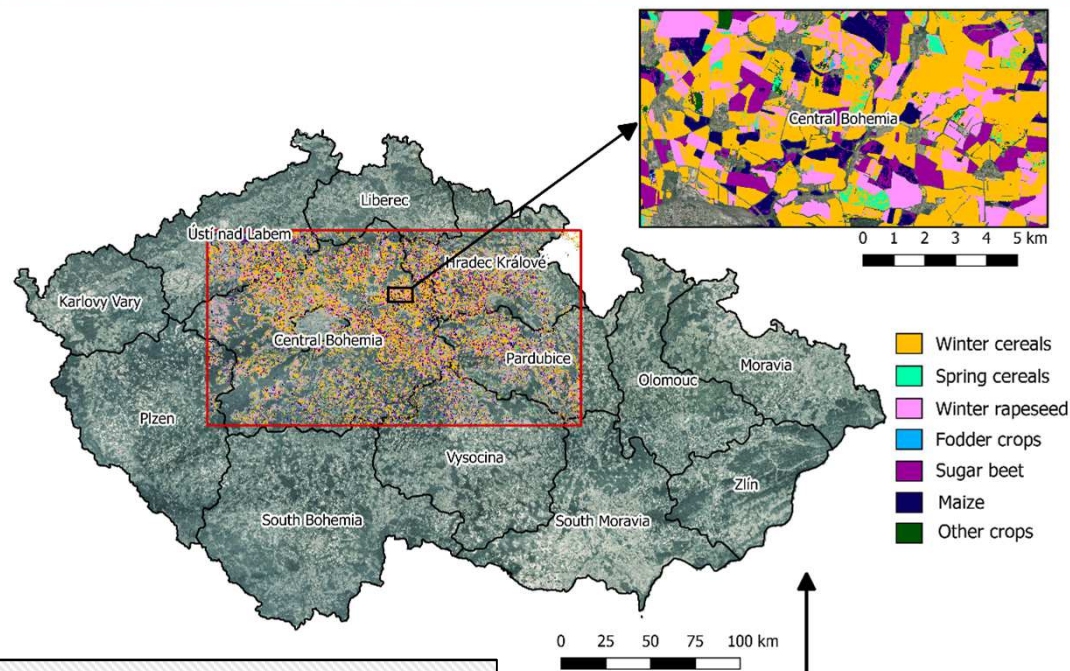 Central Bohemia
0 1 2 3 4 5 km
Liberec
Ústí nad Labem
Hradec Králové
Karlovy Vary
Central Bohemia
Pardubice
Moravia
Olomouc
Plzen
Vysocina
Zlín
South Bohemia
South Moravia
Winter cereals
Spring cereals
Winter rapeseed
Fodder crops
Sugar beet
Maize
Other crops
0 25 50 75 100 km